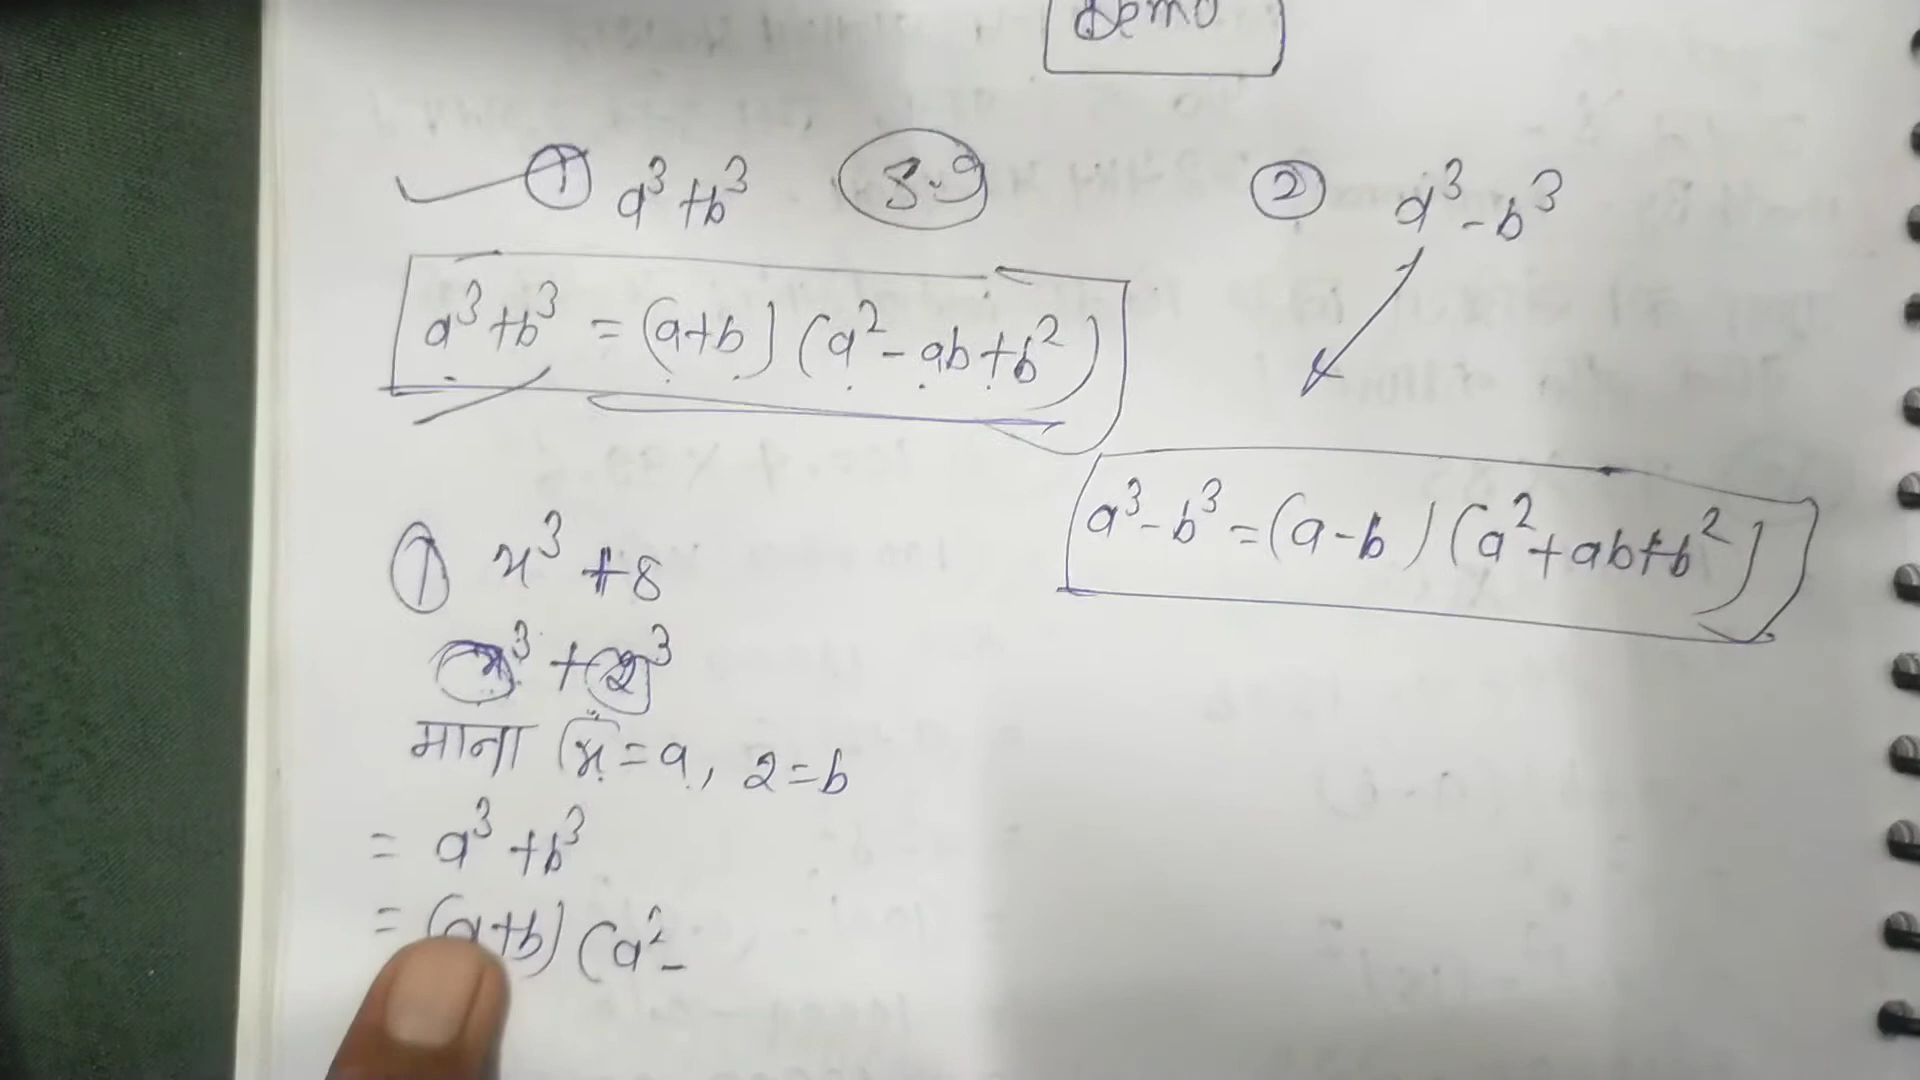 Demo
① a³+b³ 3.9 ② a³-b³
a³+b³ = (a+b) (a²-ab+b²)
a³-b³ = (a-b) (a²+ab+b²)
① x³+8
x³+2³
माना x=a, 2=b
= a³+b³
= (a+b) (a²-